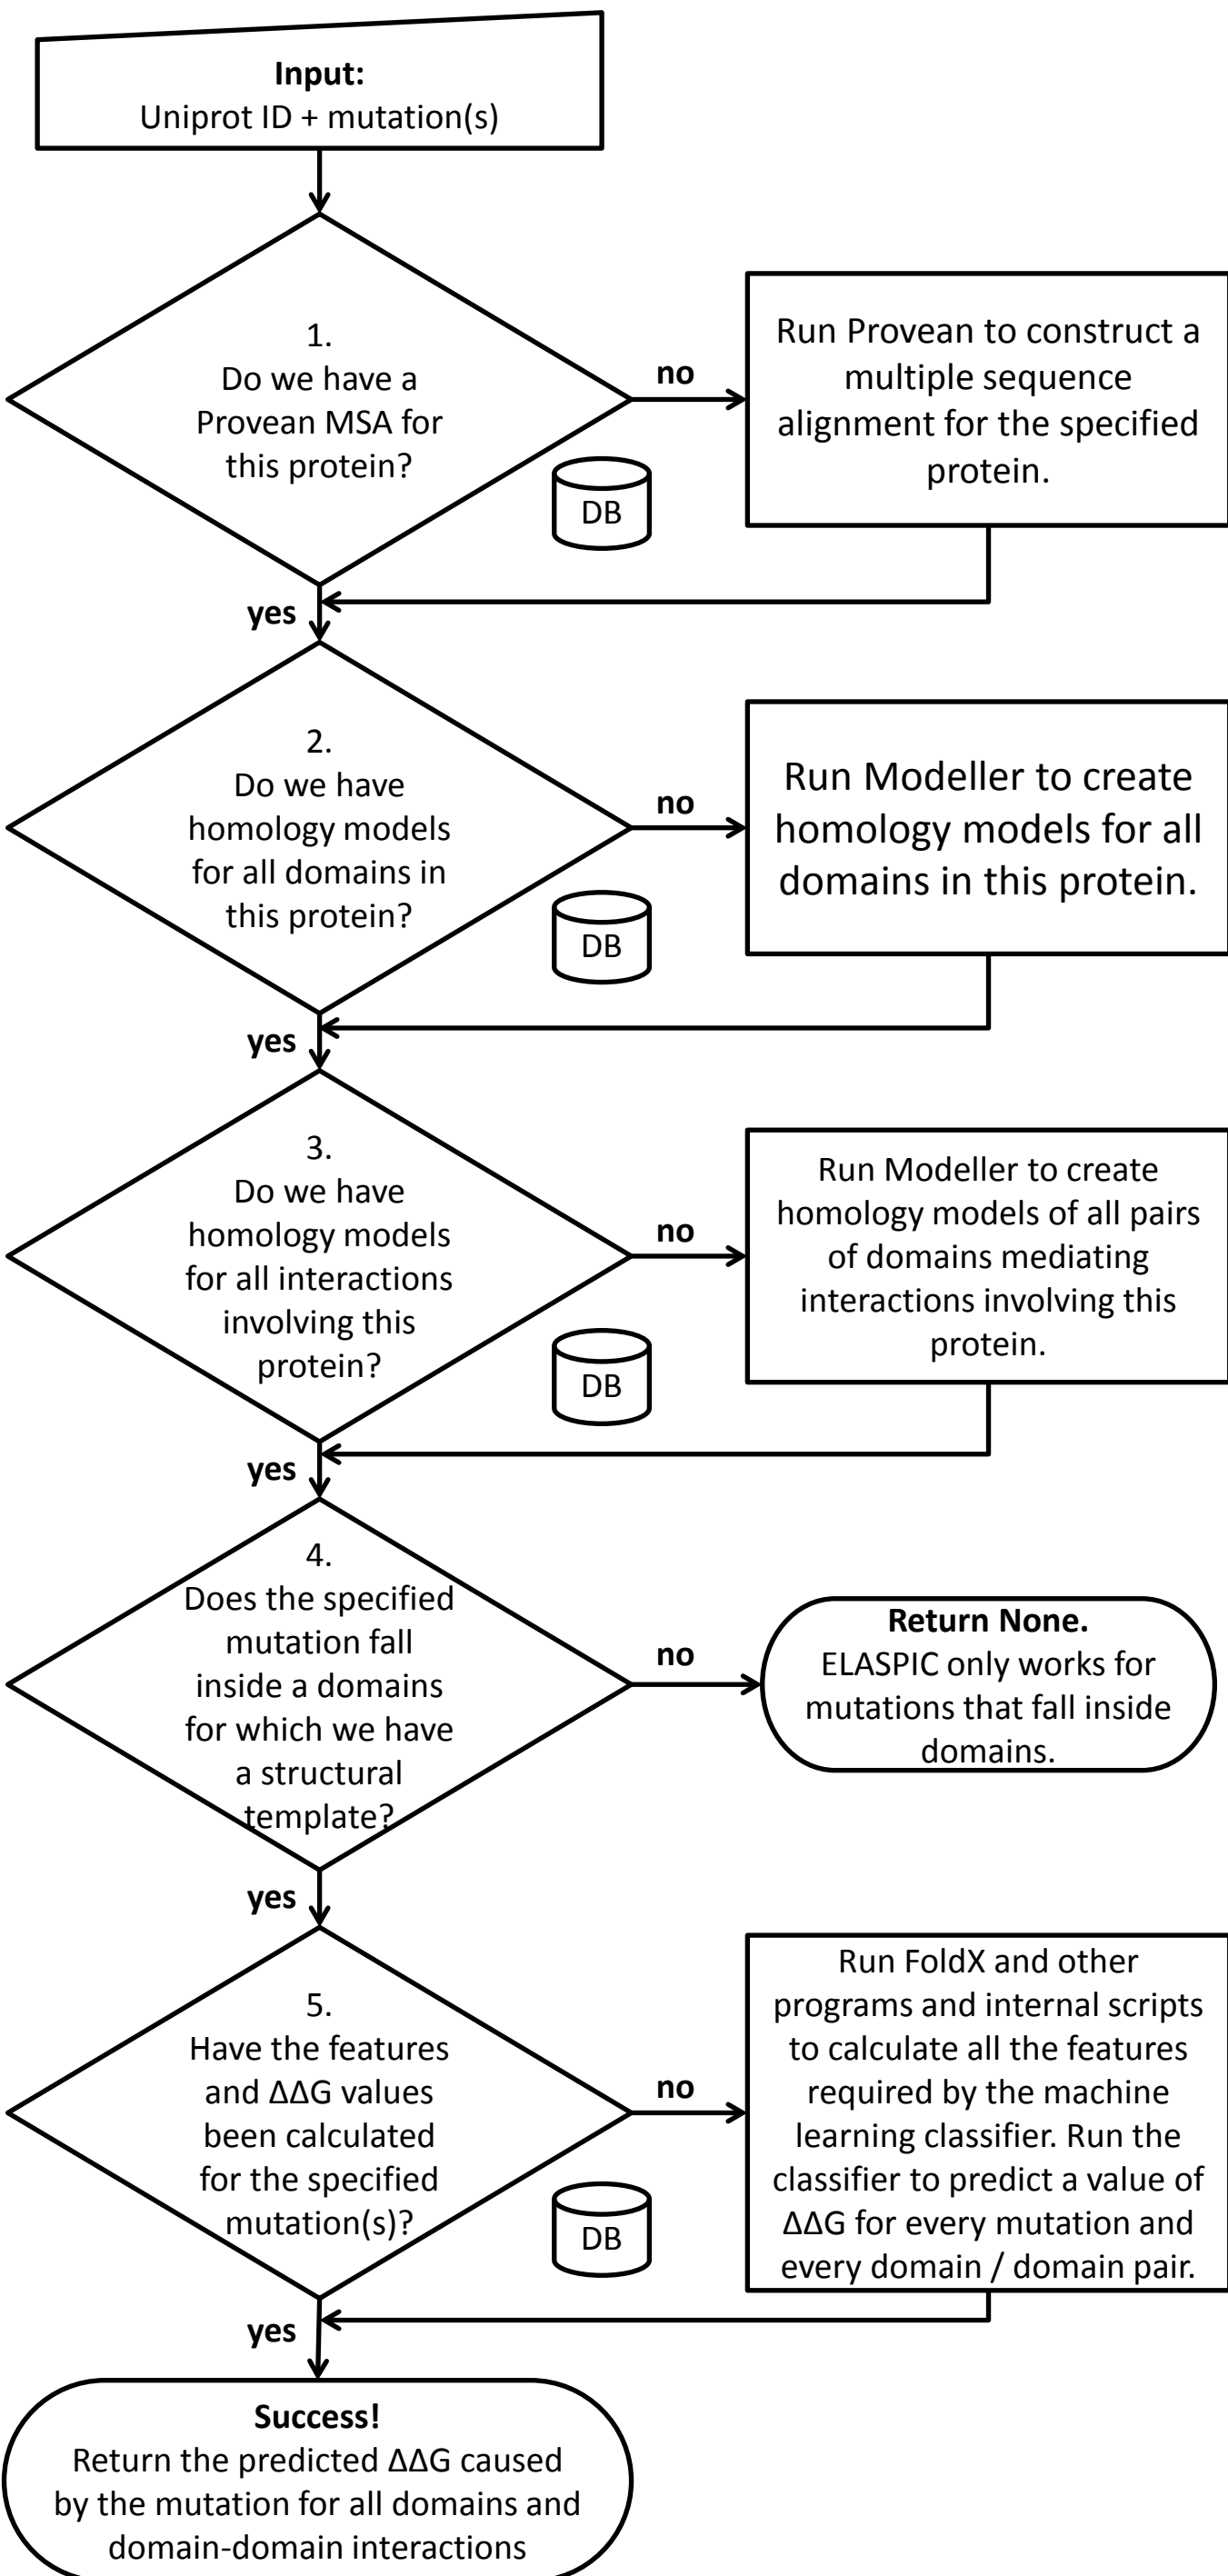 Input:
Uniprot ID + mutation(s)
1.
Do we have a
Provean MSA for
this protein?
no
DB
Run Provean to construct a
multiple sequence
alignment for the specified
protein.
yes
2.
Do we have
homology models
for all domains in
this protein?
no
DB
Run Modeller to create
homology models for all
domains in this protein.
yes
3.
Do we have
homology models
for all interactions
involving this
protein?
no
DB
Run Modeller to create
homology models of all pairs
of domains mediating
interactions involving this
protein.
yes
4.
Does the specified
mutation fall
inside a domains
for which we have
a structural
template?
no
Return None.
ELASPIC only works for
mutations that fall inside
domains.
yes
5.
Have the features
and ΔΔG values
been calculated
for the specified
mutation(s)?
no
DB
Run FoldX and other
programs and internal scripts
to calculate all the features
required by the machine
learning classifier. Run the
classifier to predict a value of
ΔΔG for every mutation and
every domain / domain pair.
yes
Success!
Return the predicted ΔΔG caused
by the mutation for all domains and
domain-domain interactions